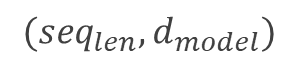 (seq_len, d_model)